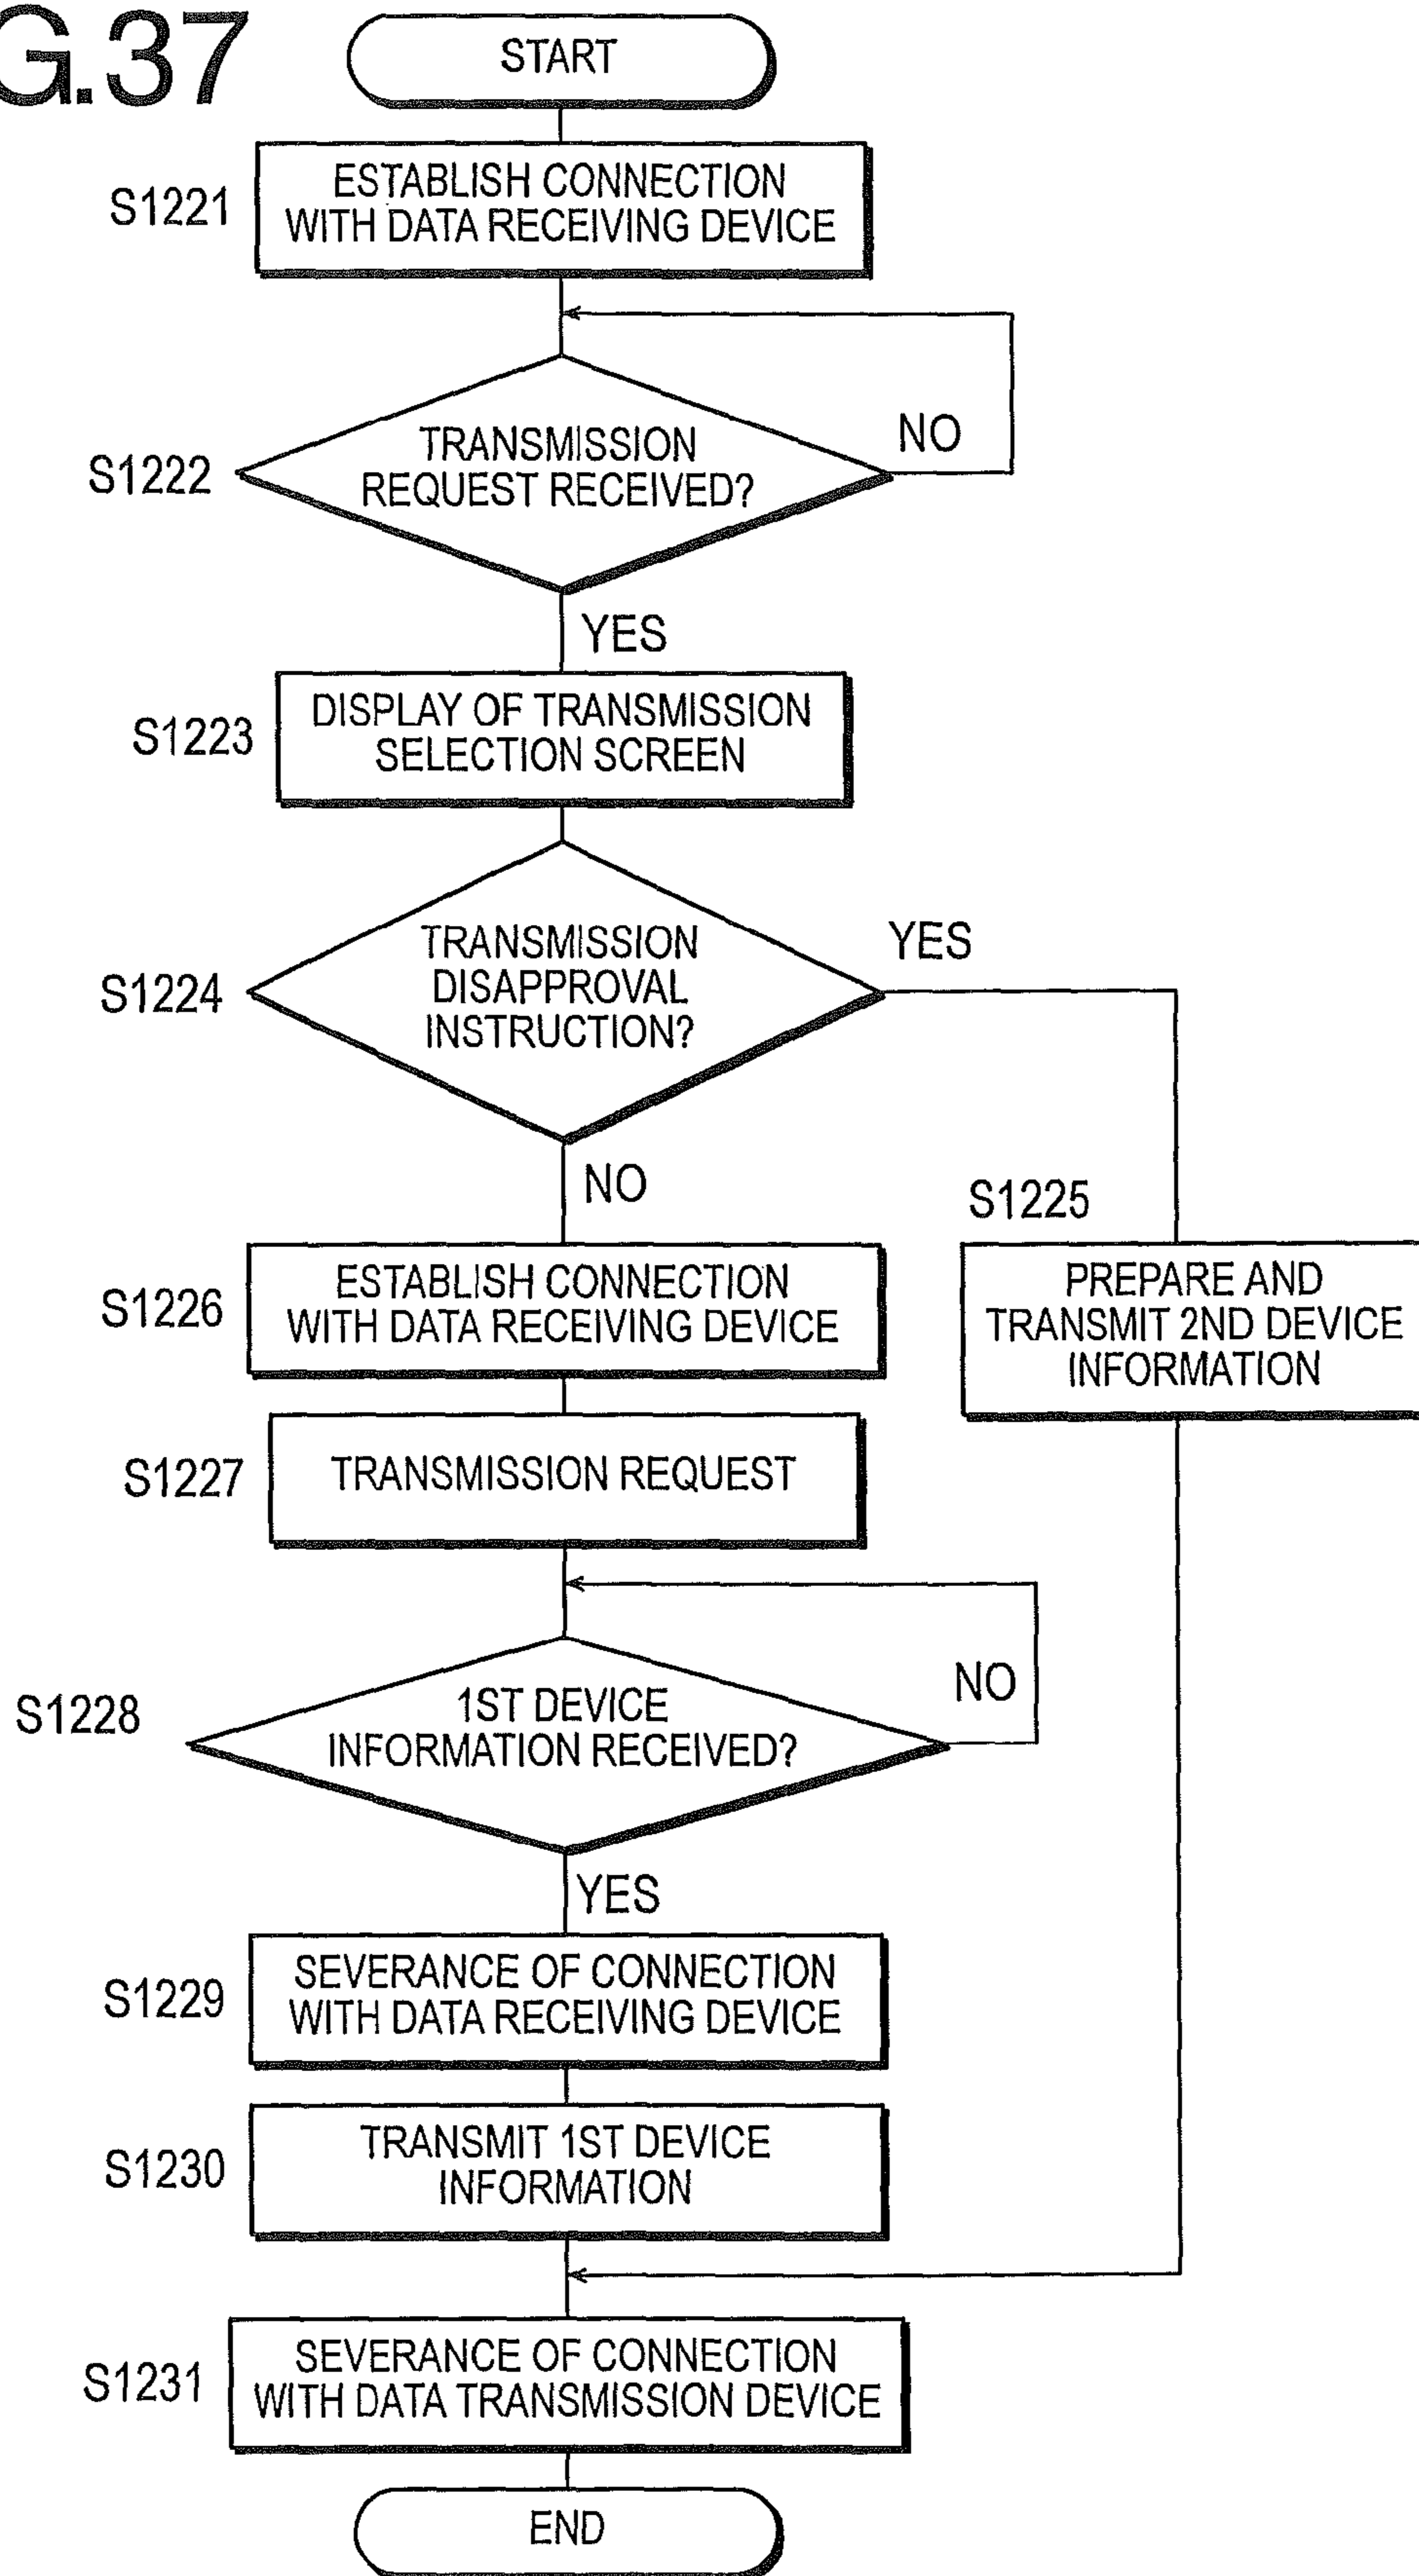 G.37
START
S1221
ESTABLISH CONNECTION
WITH DATA RECEIVING DEVICE
S1222
TRANSMISSION
REQUEST RECEIVED?
NO
YES
S1223
DISPLAY OF TRANSMISSION
SELECTION SCREEN
S1224
TRANSMISSION
DISAPPROVAL
INSTRUCTION?
YES
NO
S1225
PREPARE AND
TRANSMIT 2ND DEVICE
INFORMATION
S1226
ESTABLISH CONNECTION
WITH DATA RECEIVING DEVICE
S1227
TRANSMISSION REQUEST
S1228
1ST DEVICE
INFORMATION RECEIVED?
NO
YES
S1229
SEVERANCE OF CONNECTION
WITH DATA RECEIVING DEVICE
S1230
TRANSMIT 1ST DEVICE
INFORMATION
S1231
SEVERANCE OF CONNECTION
WITH DATA TRANSMISSION DEVICE
END